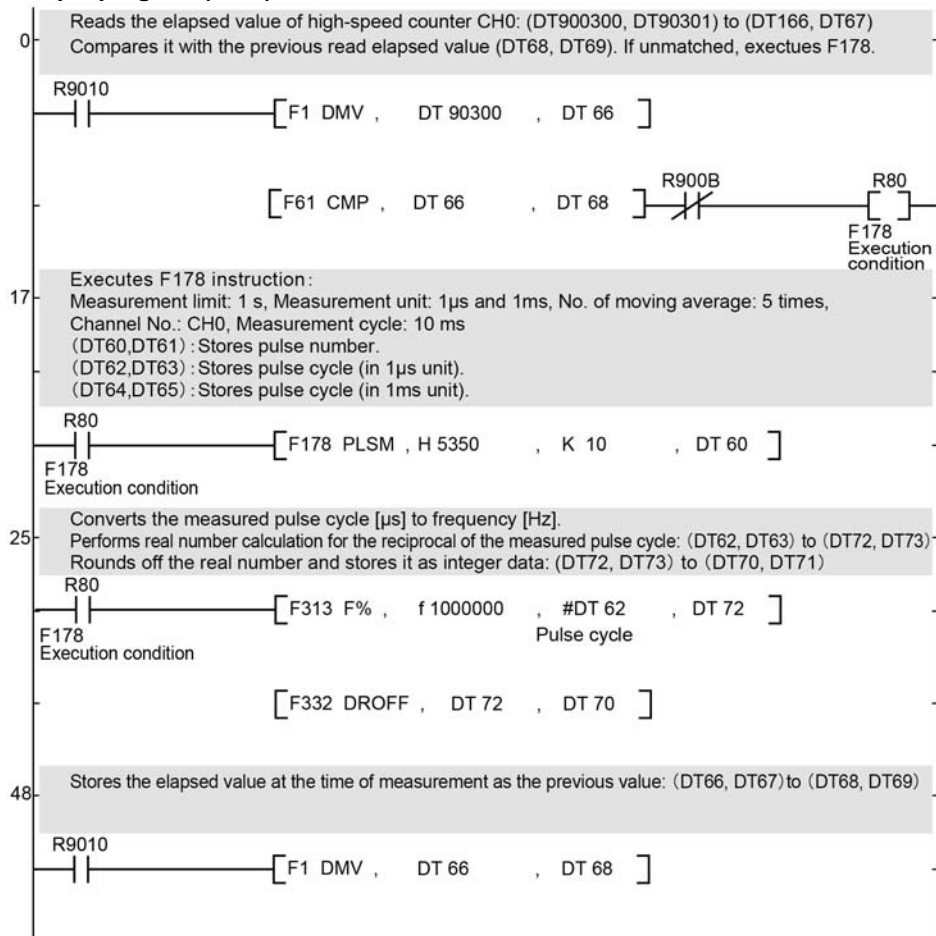 Reads the elapsed value of high-speed counter CH0: (DT900300, DT90301) to (DT166, DT67)
0
Compares it with the previous read elapsed value (DT68, DT69). If unmatched, exectues F178.
R9010
[F1 DMV , DT 90300 , DT 66 ]
R900B R80
[F61 CMP , DT 66 , DT 68 ] [ ]
F178
Execution
condition
Executes F178 instruction:
17
Measurement limit: 1 s, Measurement unit: 1μs and 1ms, No. of moving average: 5 times,
Channel No.: CH0, Measurement cycle: 10 ms
(DT60,DT61): Stores pulse number.
(DT62,DT63): Stores pulse cycle (in 1μs unit).
(DT64,DT65): Stores pulse cycle (in 1ms unit).
R80
[F178 PLSM , H 5350 , K 10 , DT 60 ]
F178
Execution condition
Converts the measured pulse cycle [μs] to frequency [Hz].
25
Performs real number calculation for the reciprocal of the measured pulse cycle: (DT62, DT63) to (DT72, DT73)
Rounds off the real number and stores it as integer data: (DT72, DT73) to (DT70, DT71)
R80
[F313 F% , f 1000000 , #DT 62 , DT 72 ]
F178 Pulse cycle
Execution condition
[F332 DROFF , DT 72 , DT 70 ]
Stores the elapsed value at the time of measurement as the previous value: (DT66, DT67)to (DT68, DT69)
48
R9010
[F1 DMV , DT 66 , DT 68 ]